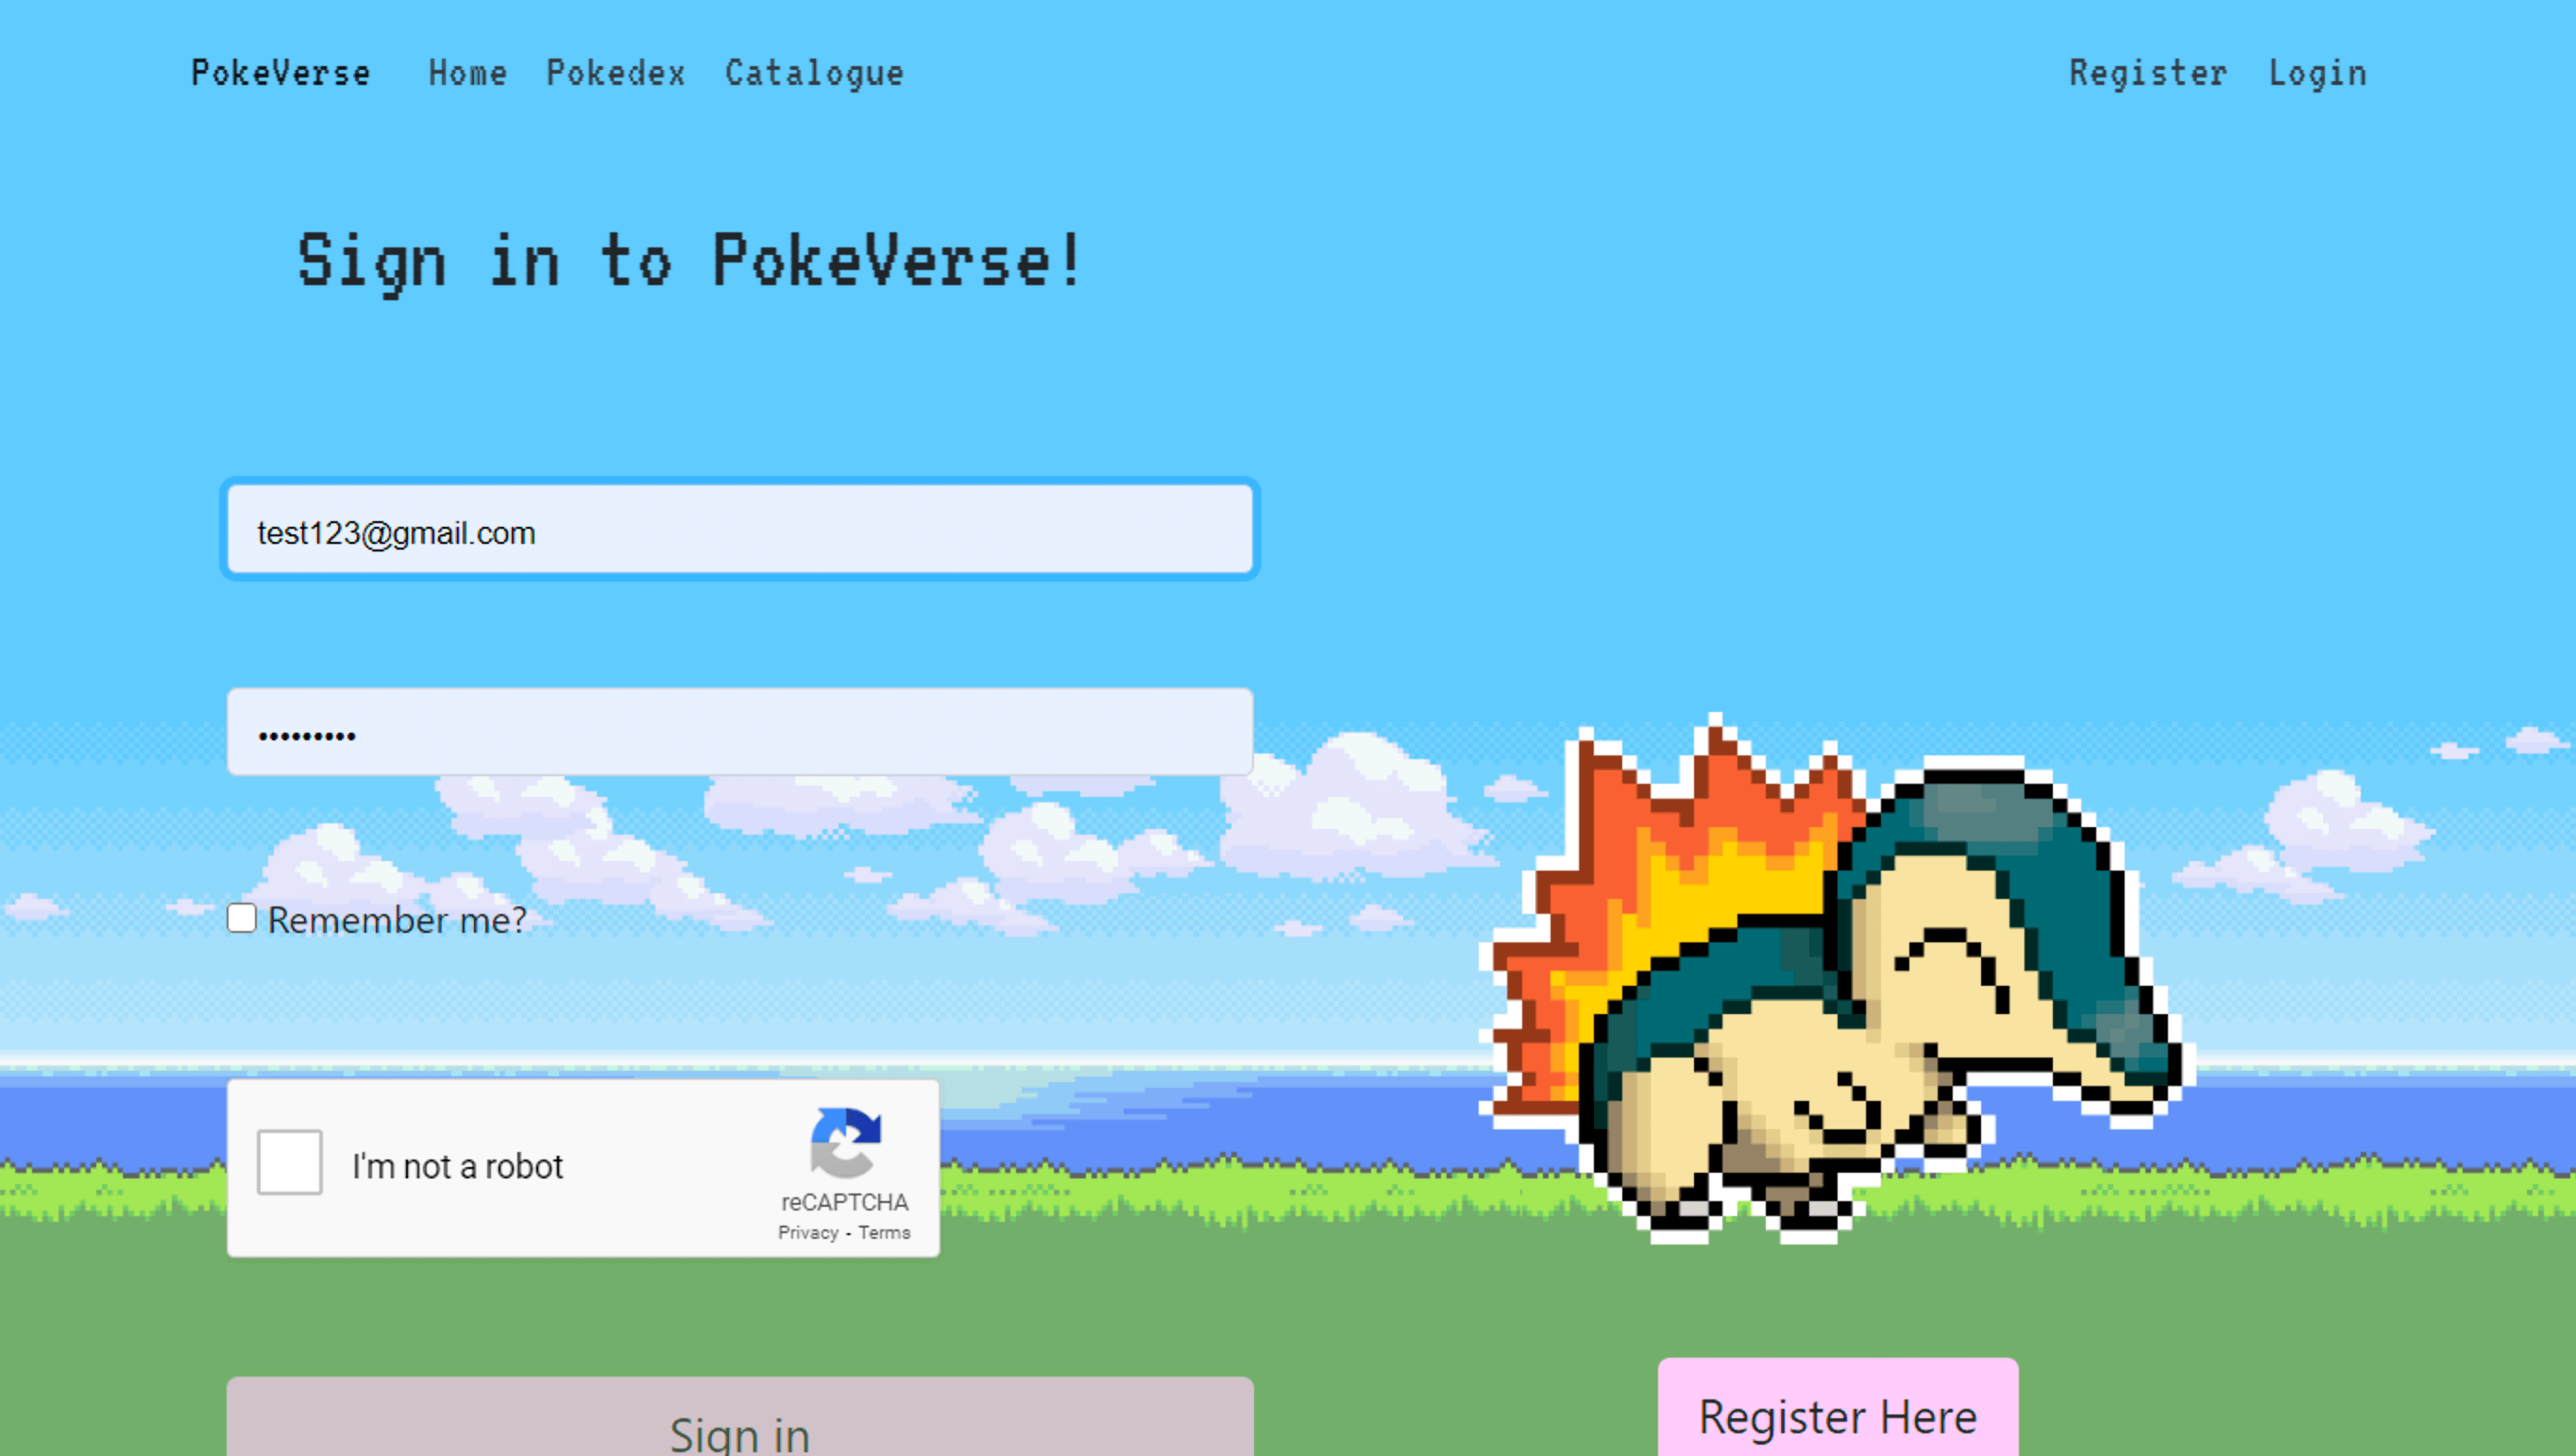 PokeVerse Home Pokedex Catalogue Register Login
Sign in to PokeVerse!
test123@gmail.com
•••••••••
Remember me?
I'm not a robot
reCAPTCHA
Privacy - Terms
Sign in
Register Here